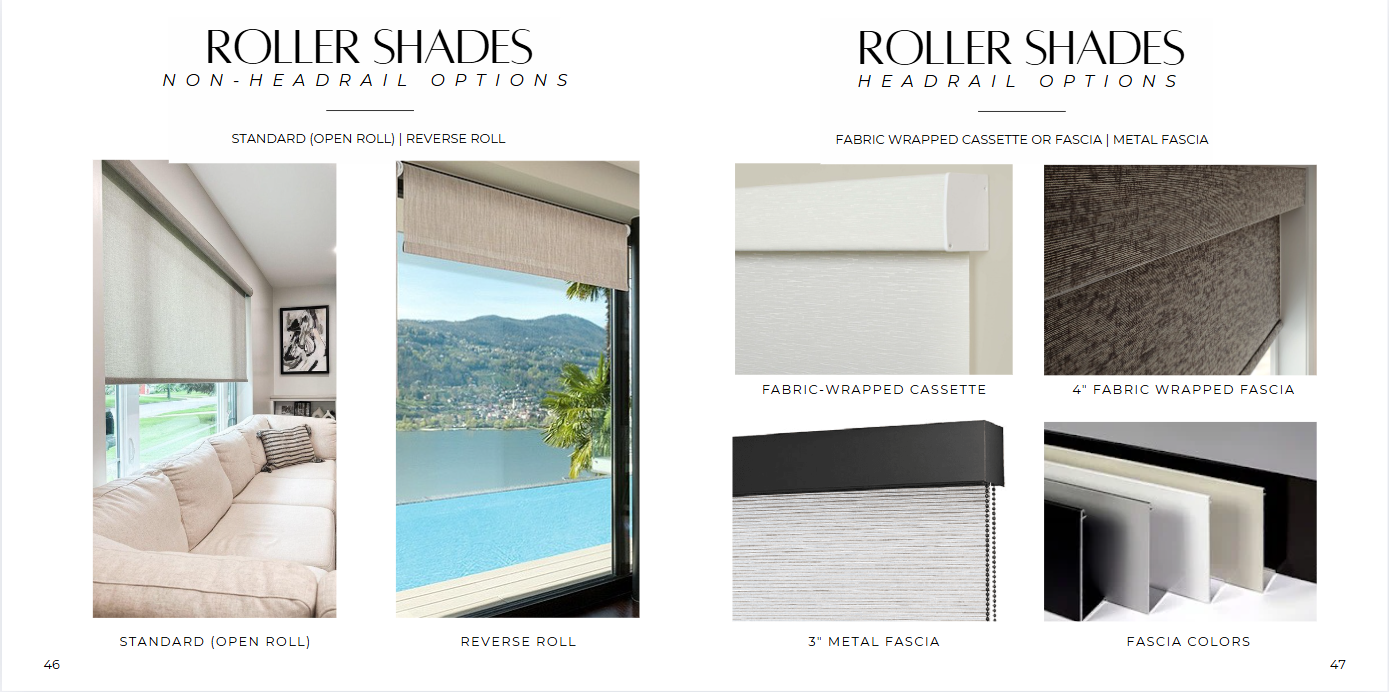 ROLLER SHADES
NON-HEADRAIL OPTIONS
STANDARD (OPEN ROLL) | REVERSE ROLL
STANDARD (OPEN ROLL)
REVERSE ROLL
46
ROLLER SHADES
HEADRAIL OPTIONS
FABRIC WRAPPED CASSETTE OR FASCIA | METAL FASCIA
FABRIC-WRAPPED CASSETTE
4" FABRIC WRAPPED FASCIA
3" METAL FASCIA
FASCIA COLORS
47